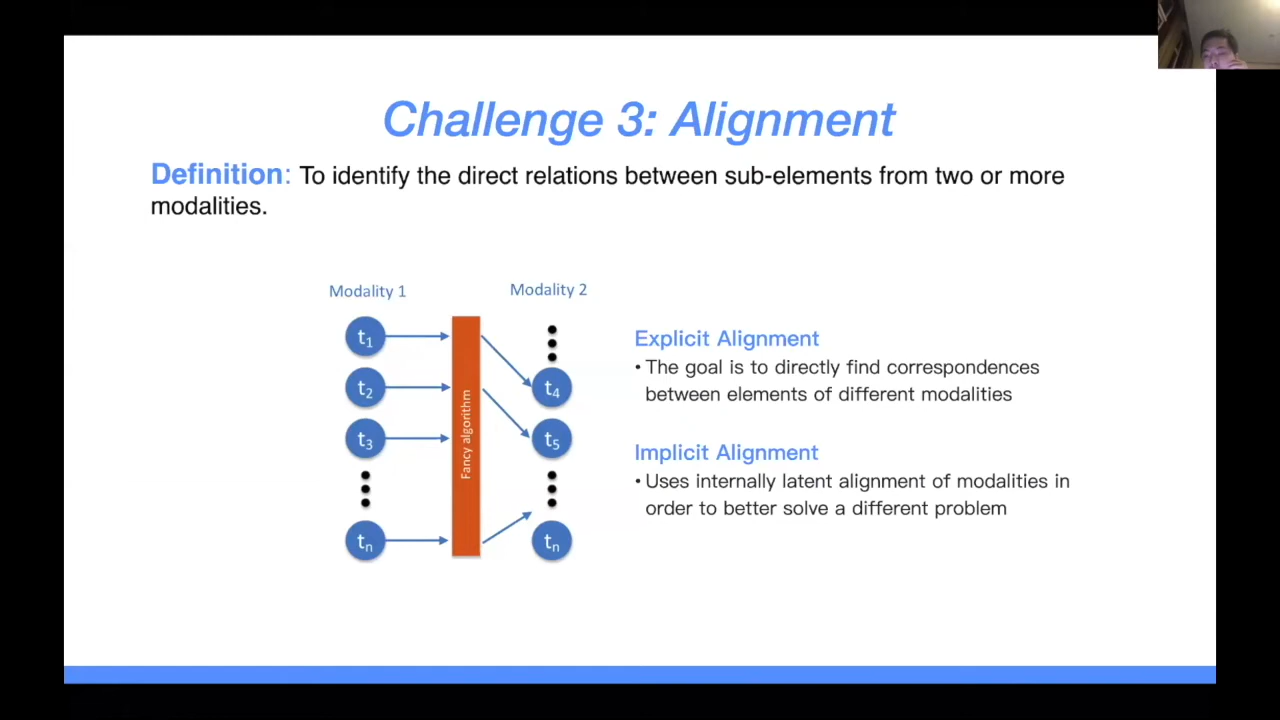 Challenge 3: Alignment
Definition: To identify the direct relations between sub-elements from two or more
modalities.
Modality 1
Modality 2
t1
t2
t3
tn
Fancy algorithm
t4
t5
tn
Explicit Alignment
• The goal is to directly find correspondences
between elements of different modalities
Implicit Alignment
• Uses internally latent alignment of modalities in
order to better solve a different problem